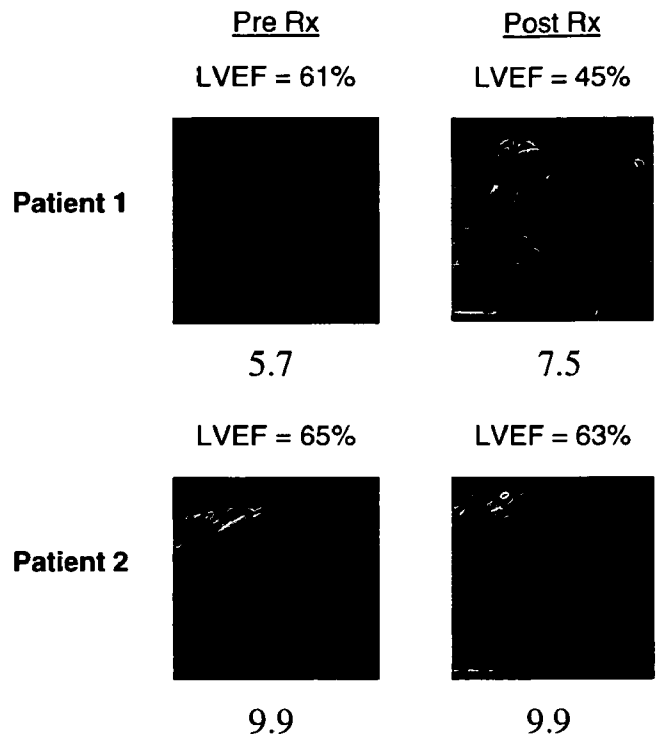 Pre Rx Post Rx
LVEF = 61% LVEF = 45%
Patient 1
5.7 7.5
LVEF = 65% LVEF = 63%
Patient 2
9.9 9.9